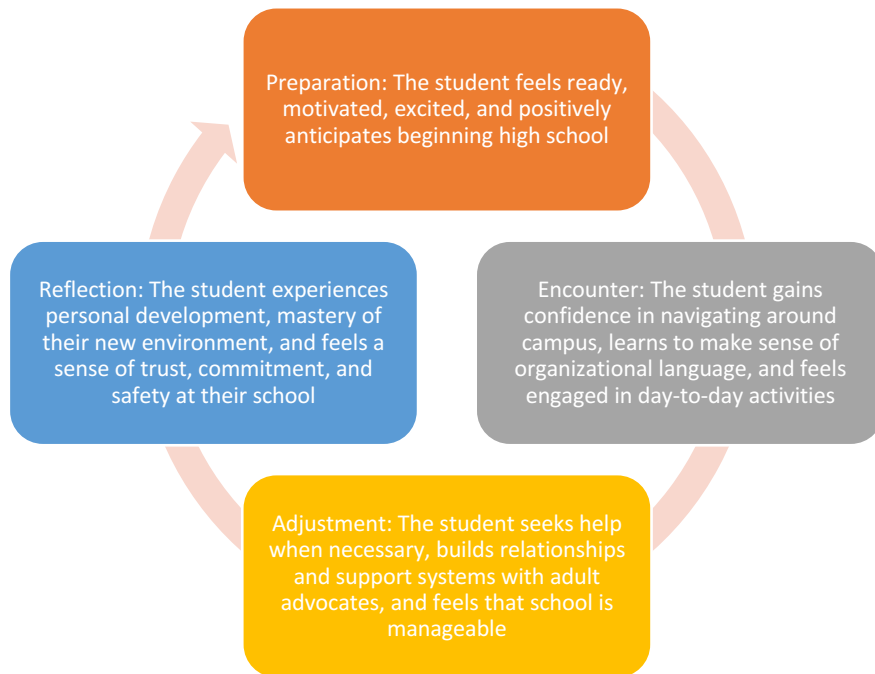 Preparation: The student feels ready,
motivated, excited, and positively
anticipates beginning high school
Encounter: The student gains
confidence in navigating around
campus, learns to make sense of
organizational language, and feels
engaged in day-to-day activities
Adjustment: The student seeks help
when necessary, builds relationships
and support systems with adult
advocates, and feels that school is
manageable
Reflection: The student experiences
personal development, mastery of
their new environment, and feels a
sense of trust, commitment, and
safety at their school